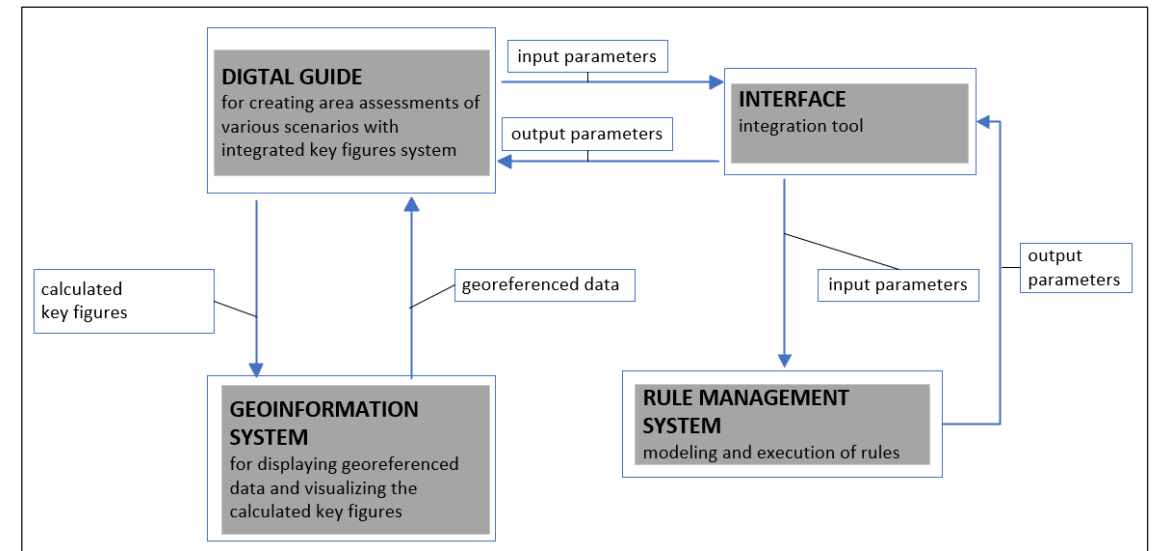 DIGTAL GUIDE
for creating area assessments of
various scenarios with
integrated key figures system
input parameters
output parameters
INTERFACE
integration tool
calculated
key figures
georeferenced data
input parameters
output
parameters
GEOINFORMATION
SYSTEM
for displaying georeferenced
data and visualizing the
calculated key figures
RULE MANAGEMENT
SYSTEM
modeling and execution of rules